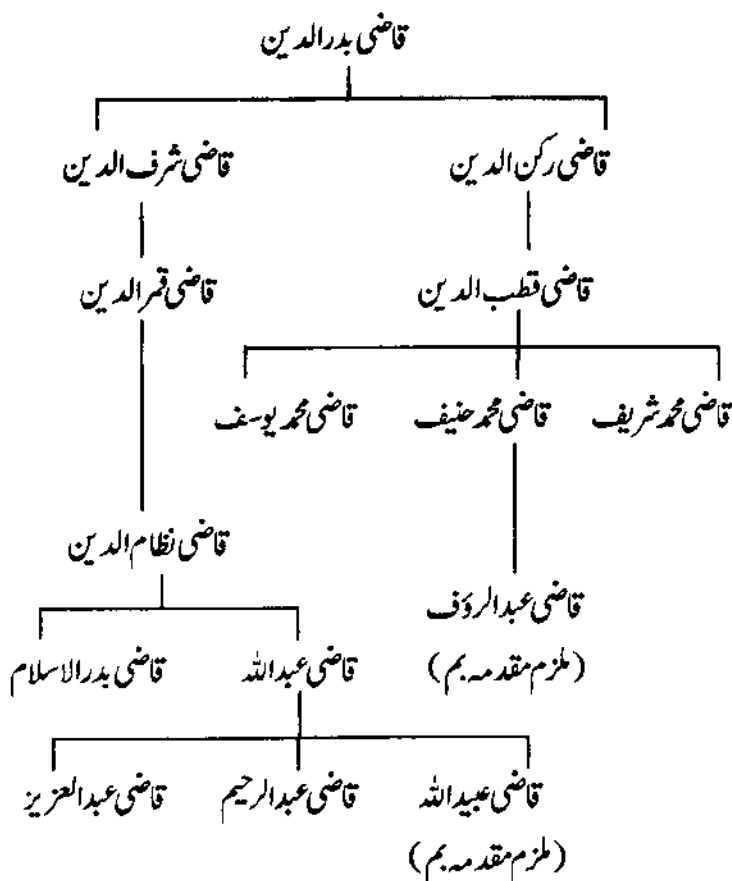 قاضی بدرالدین
قاضی رکن الدین قاضی شرف الدین
قاضی قطب الدین قاضی قمرالدین
قاضی محمد شریف قاضی محمد حنیف قاضی محمد یوسف
قاضی نظام الدین
قاضی عبدالرؤف
(ملزم مقدمہ بم) قاضی عبداللہ قاضی بدرالاسلام
قاضی عبیداللہ قاضی عبدالرحیم قاضی عبدالعزیز
(ملزم مقدمہ بم)